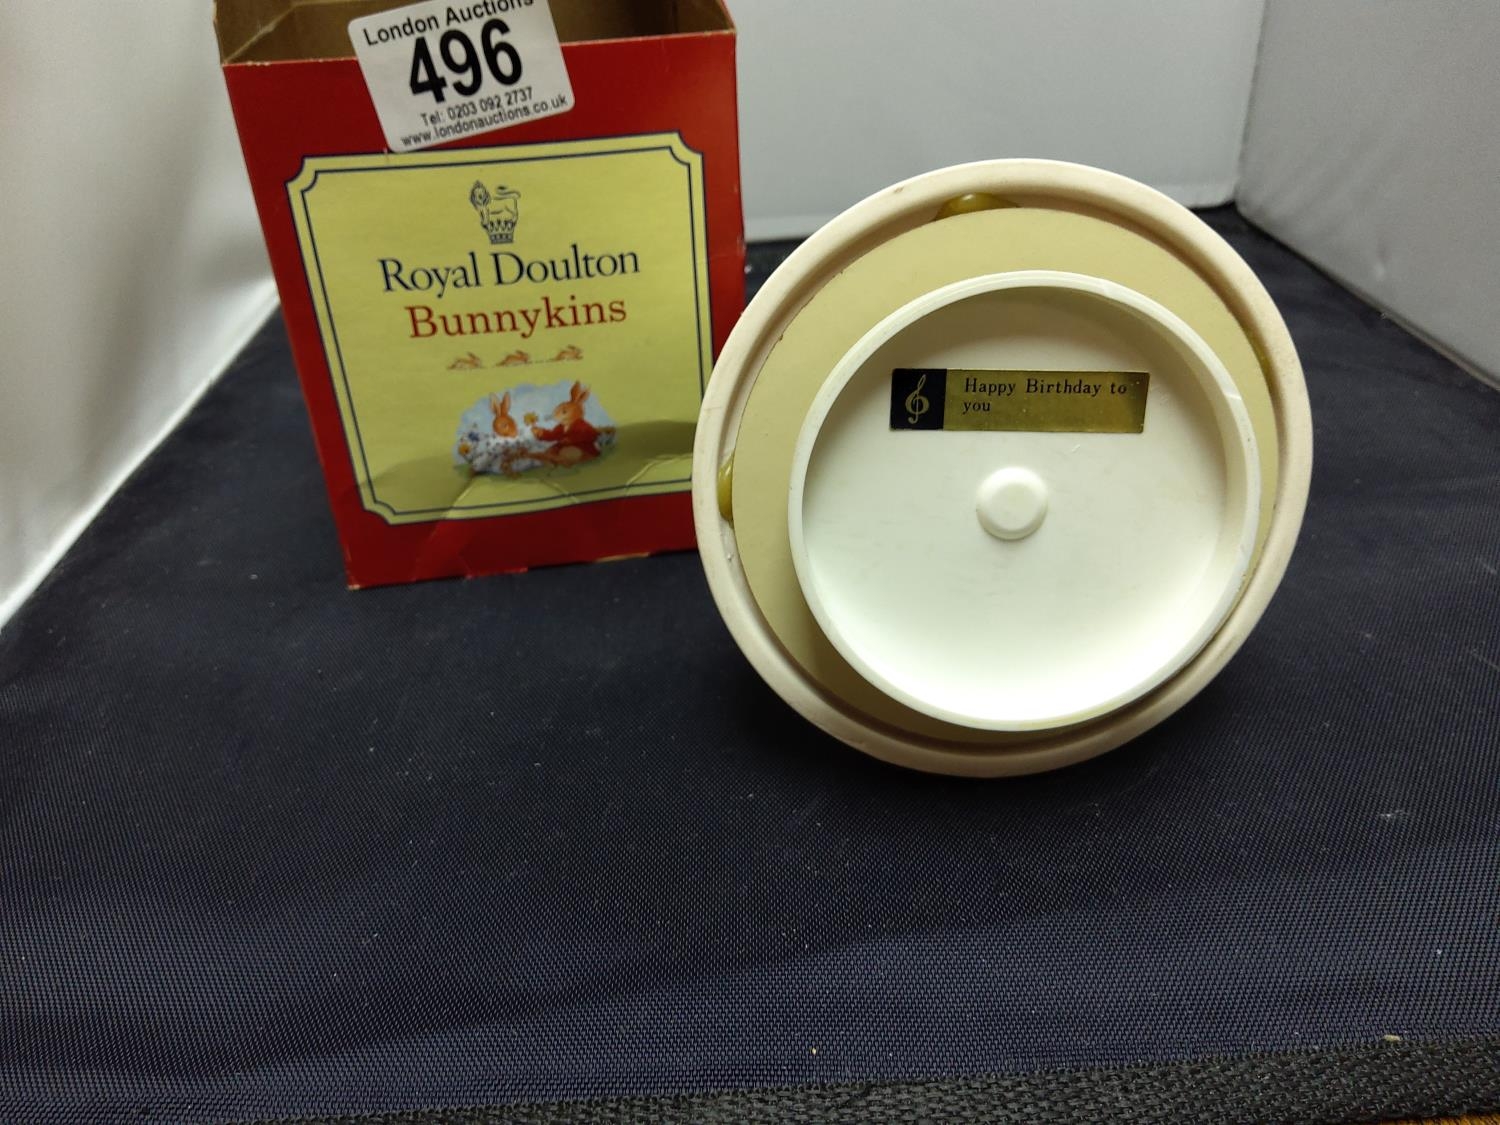 London Auctions
496
Tel: 0203 092 2737
www.londonauctions.co.uk
Royal Doulton
Bunnykins
Happy Birthday to
you